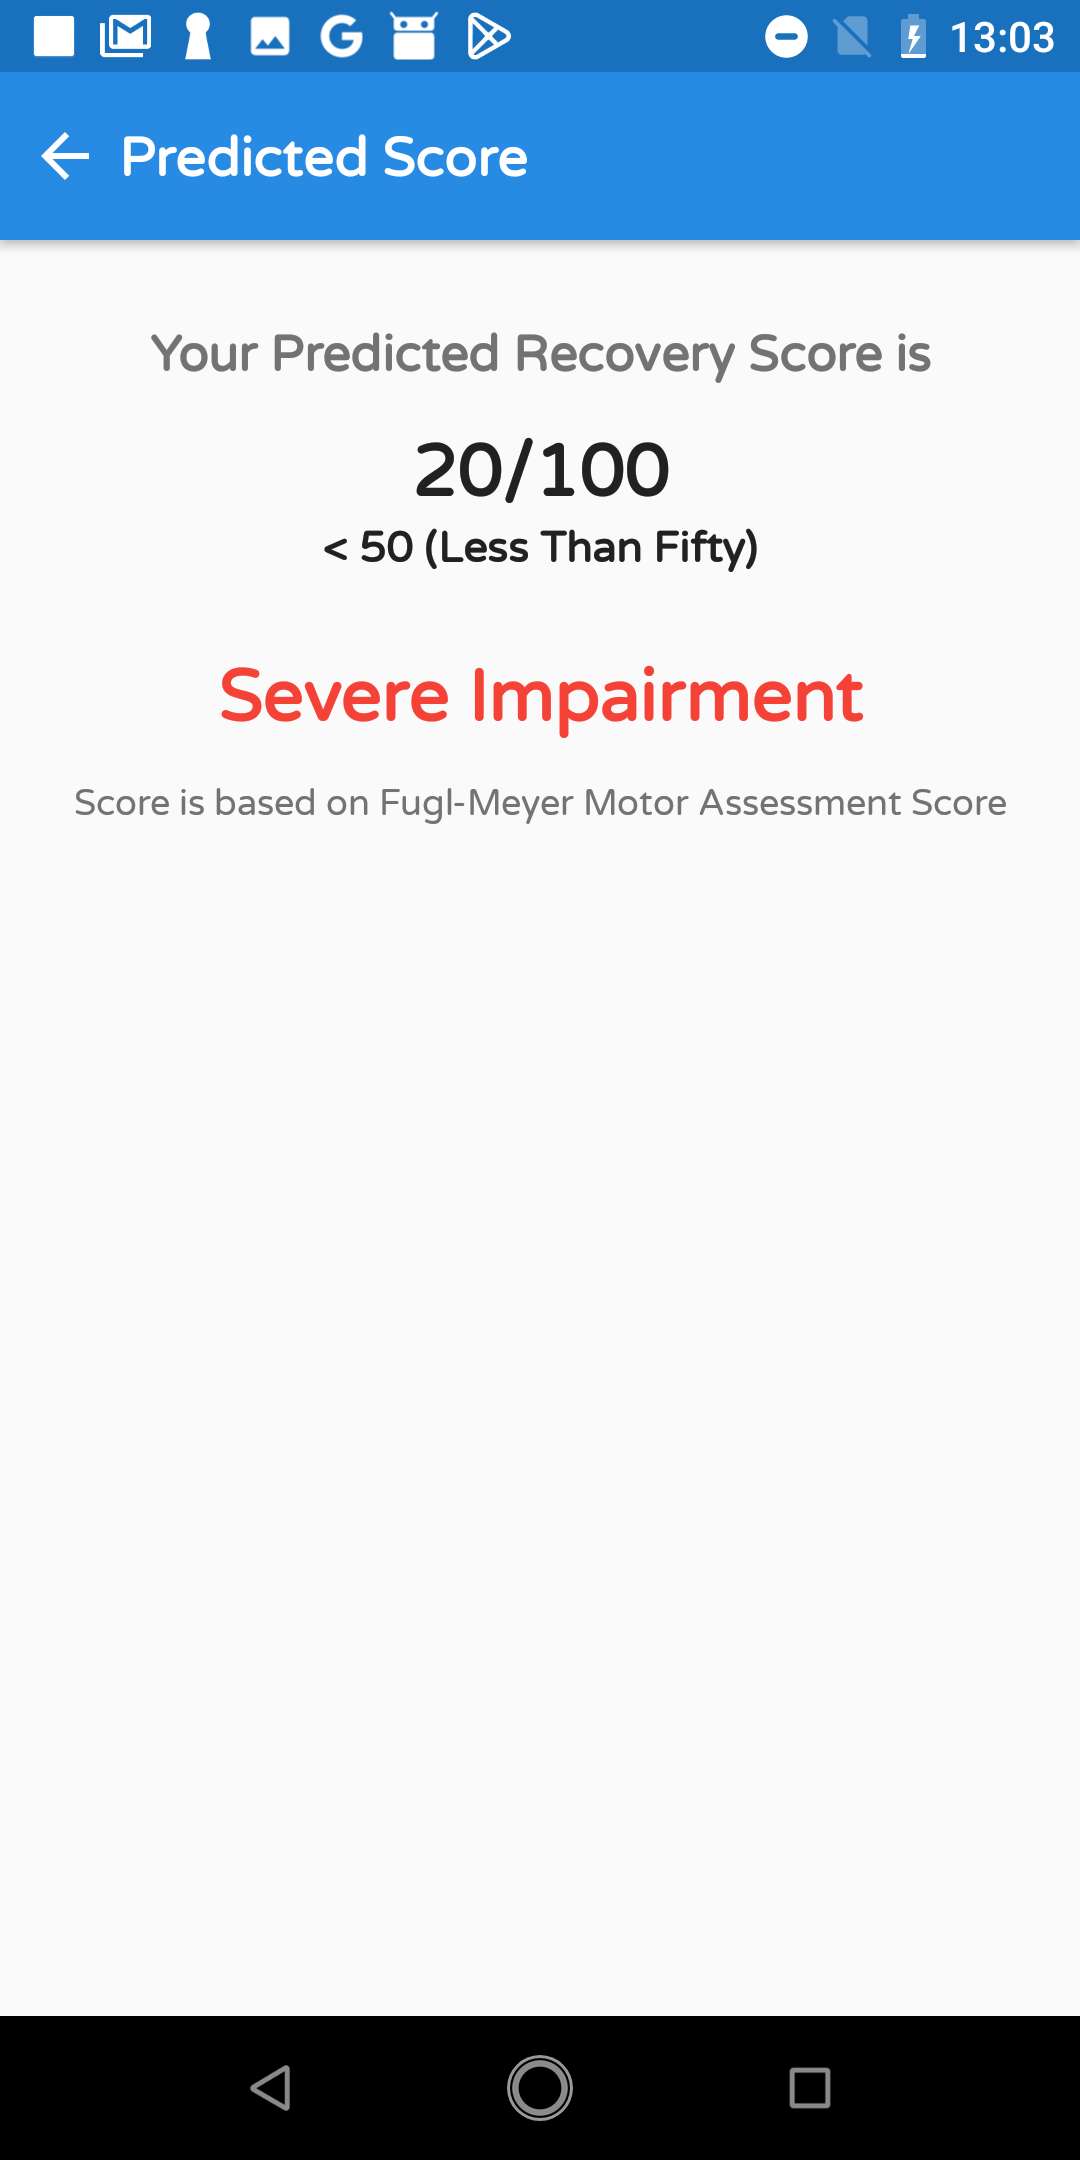 13:03
Predicted Score
Your Predicted Recovery Score is
20/100
< 50 (Less Than Fifty)
Severe Impairment
Score is based on Fugl-Meyer Motor Assessment Score